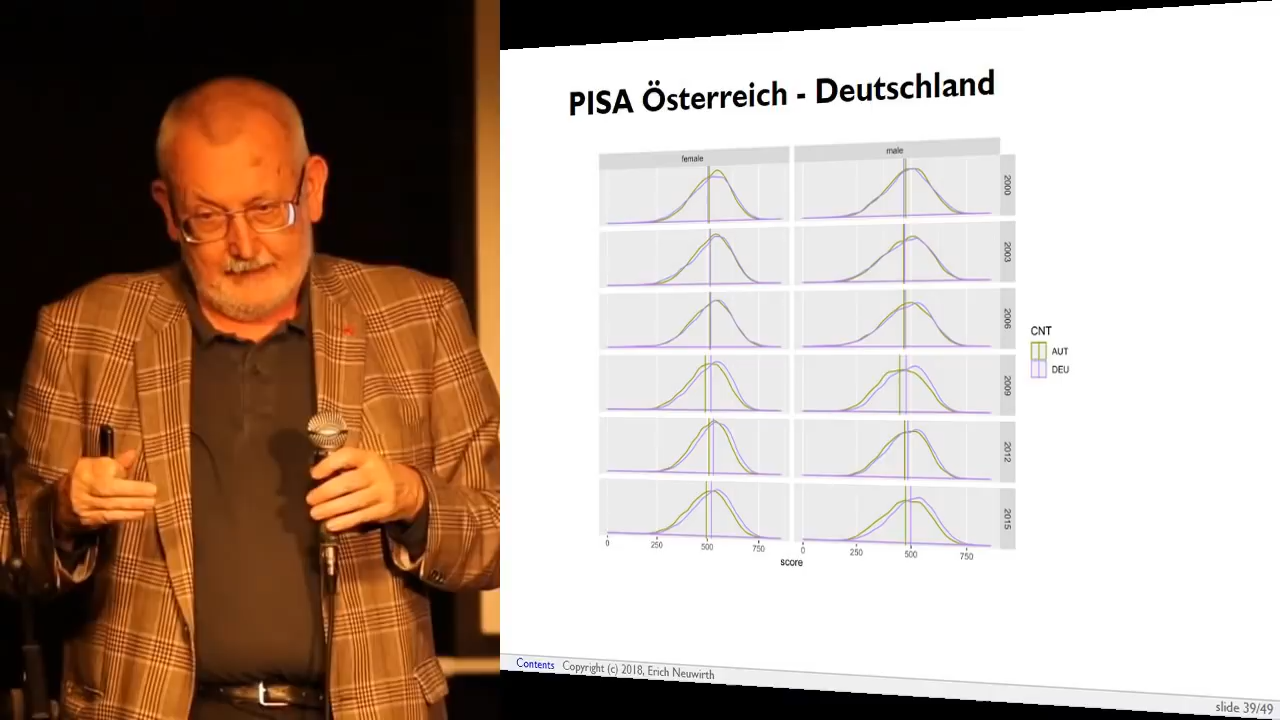 PISA Österreich - Deutschland
female
male
2000
2003
2006
2009
2012
2015
0
250
500
750
0
250
500
750
score
CNT
AUT
DEU
Contents Copyright (c) 2018, Erich Neuwirth
slide 39/49